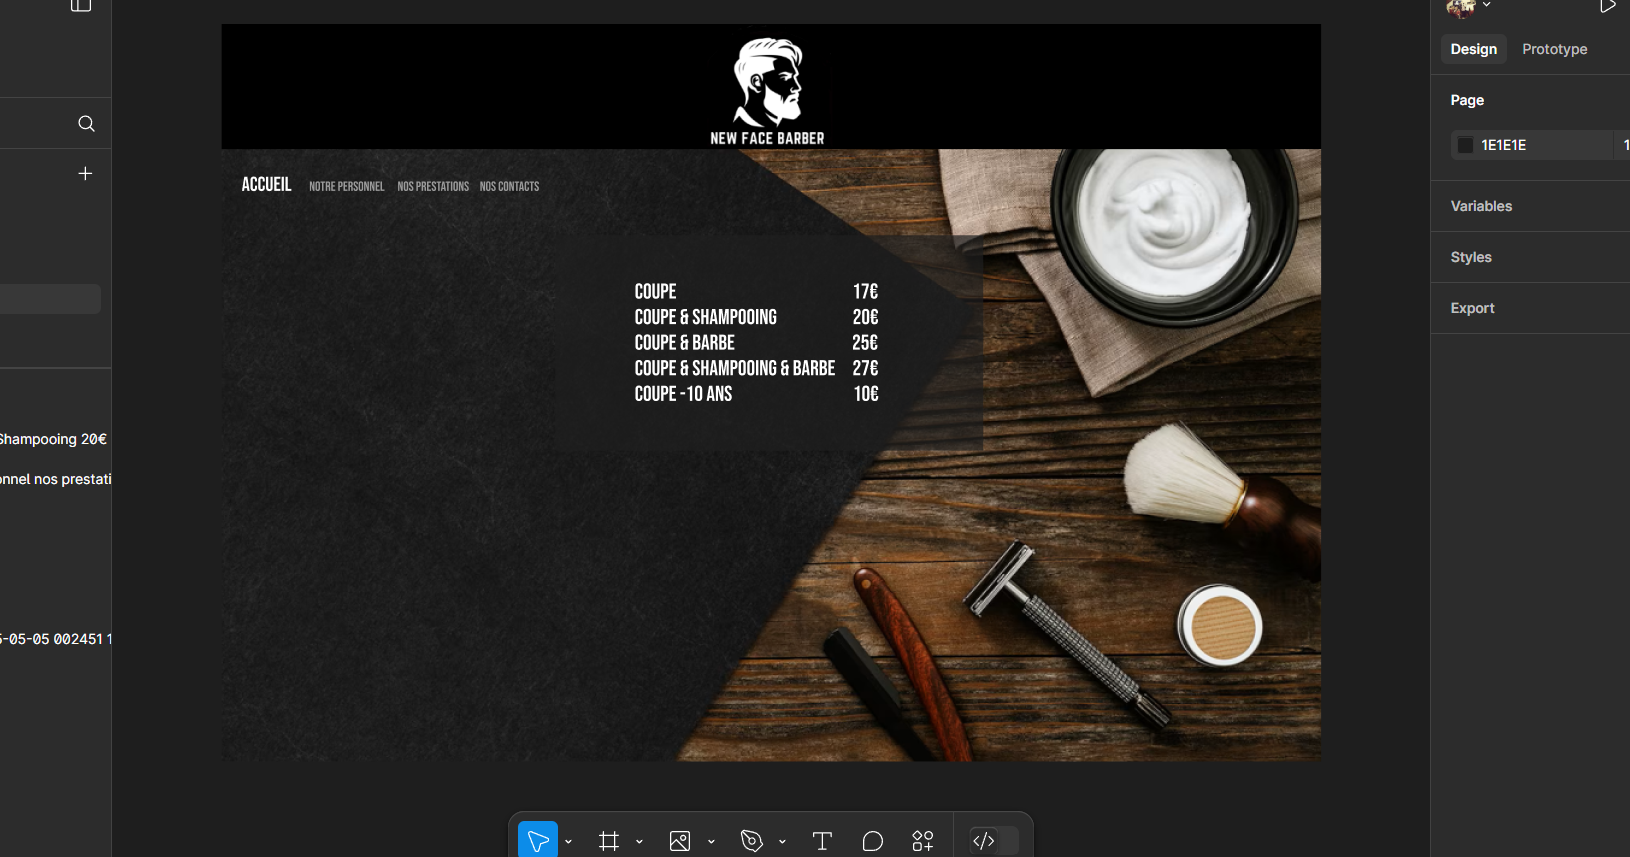 Design Prototype
Page
1E1E1E 1
Variables
Styles
Export
Shampooing 20€
onnel nos prestati
5-05-05 002451 1
NEW FACE BARBER
ACCUEIL NOTRE PERSONNEL NOS PRESTATIONS NOS CONTACTS
COUPE 17€
COUPE & SHAMPOOING 20€
COUPE & BARBE 25€
COUPE & SHAMPOOING & BARBE 27€
COUPE -10 ANS 10€